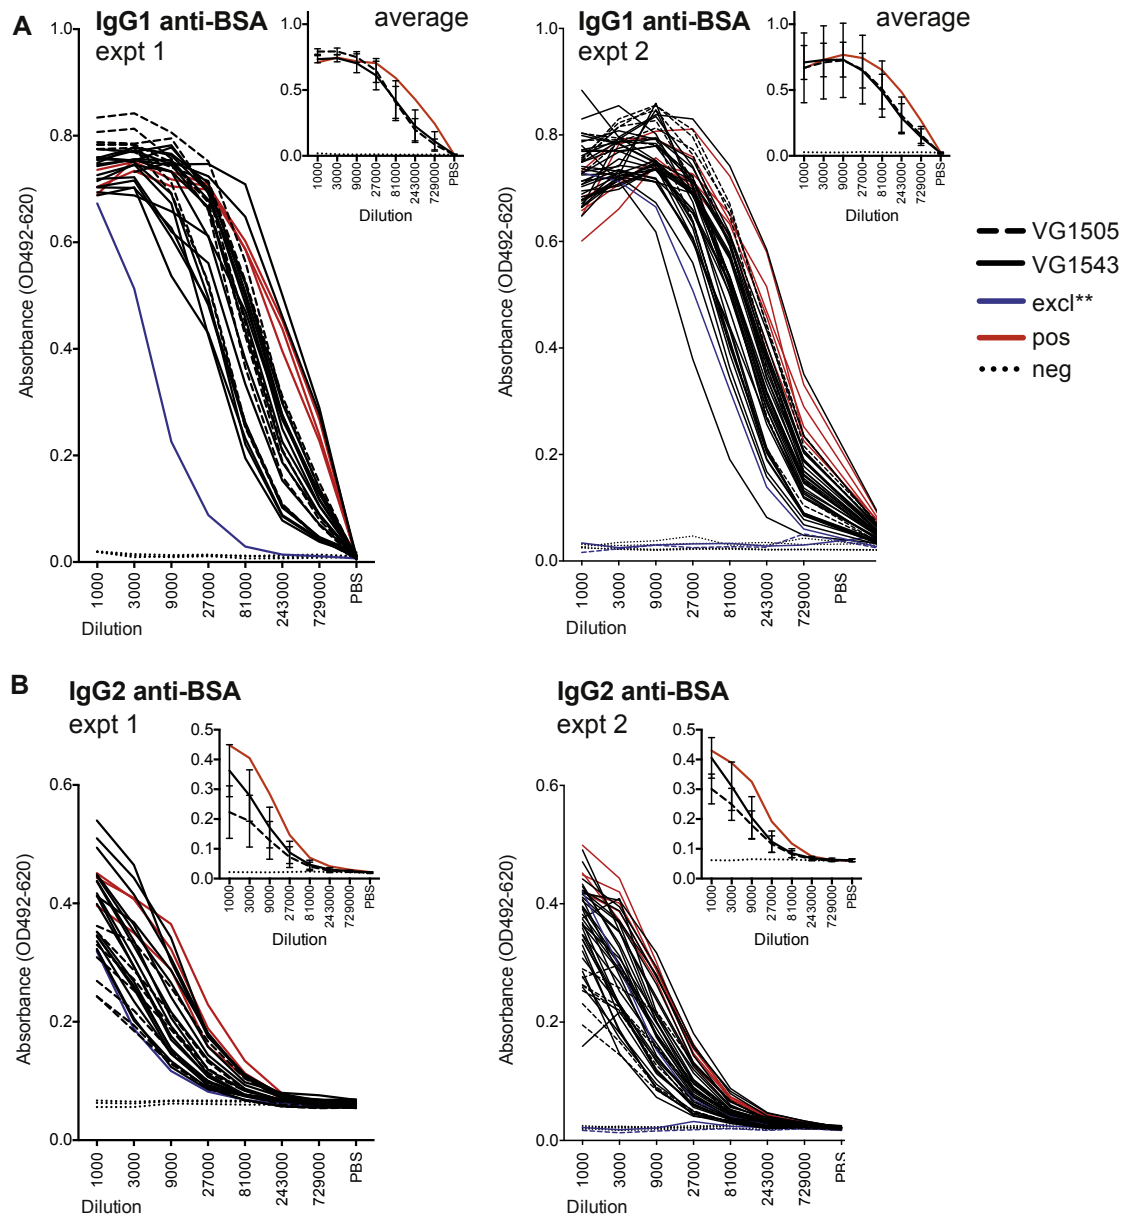 A
IgG1 anti-BSA
expt 1
average
1.0
0.5
0.0
1000
3000
9000
27000
81000
243000
729000
PBS
Dilution
Absorbance (OD492-620)
1.0
0.8
0.6
0.4
0.2
0.0
1000
3000
9000
27000
81000
243000
729000
PBS
Dilution
IgG1 anti-BSA
expt 2
average
1.0
0.5
0.0
1000
3000
9000
27000
81000
243000
729000
PBS
Dilution
Absorbance (OD492-620)
1.0
0.8
0.6
0.4
0.2
0.0
1000
3000
9000
27000
81000
243000
729000
PBS
Dilution
VG1505
VG1543
excl**
pos
neg
B
IgG2 anti-BSA
expt 1
0.5
0.4
0.3
0.2
0.1
0.0
1000
3000
9000
27000
81000
243000
729000
PBS
Dilution
Absorbance (OD492-620)
0.6
0.4
0.2
0.0
1000
3000
9000
27000
81000
243000
729000
PBS
Dilution
IgG2 anti-BSA
expt 2
0.5
0.4
0.3
0.2
0.1
0.0
1000
3000
9000
27000
81000
243000
729000
PBS
Dilution
Absorbance (OD492-620)
0.6
0.4
0.2
0.0
1000
3000
9000
27000
81000
243000
729000
PBS
Dilution